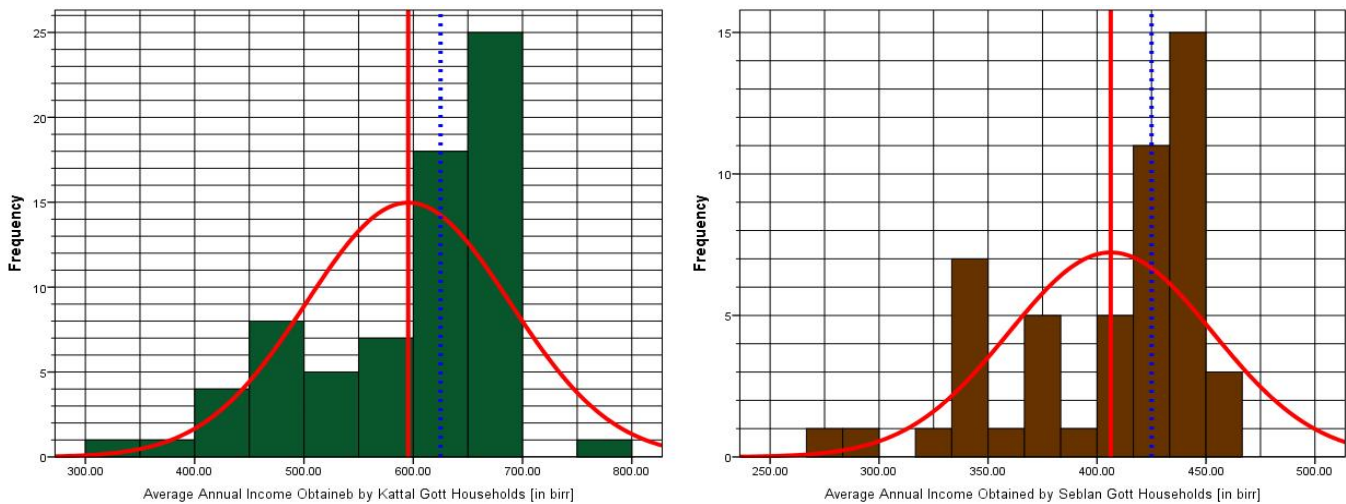 Frequency
25
20
15
10
5
0
300.00 400.00 500.00 600.00 700.00 800.00
Average Annual Income Obtaineb by Kattal Gott Households [in birr]
Frequency
15
10
5
0
250.00 300.00 350.00 400.00 450.00 500.00
Average Annual Income Obtained by Seblan Gott Households [in birr]